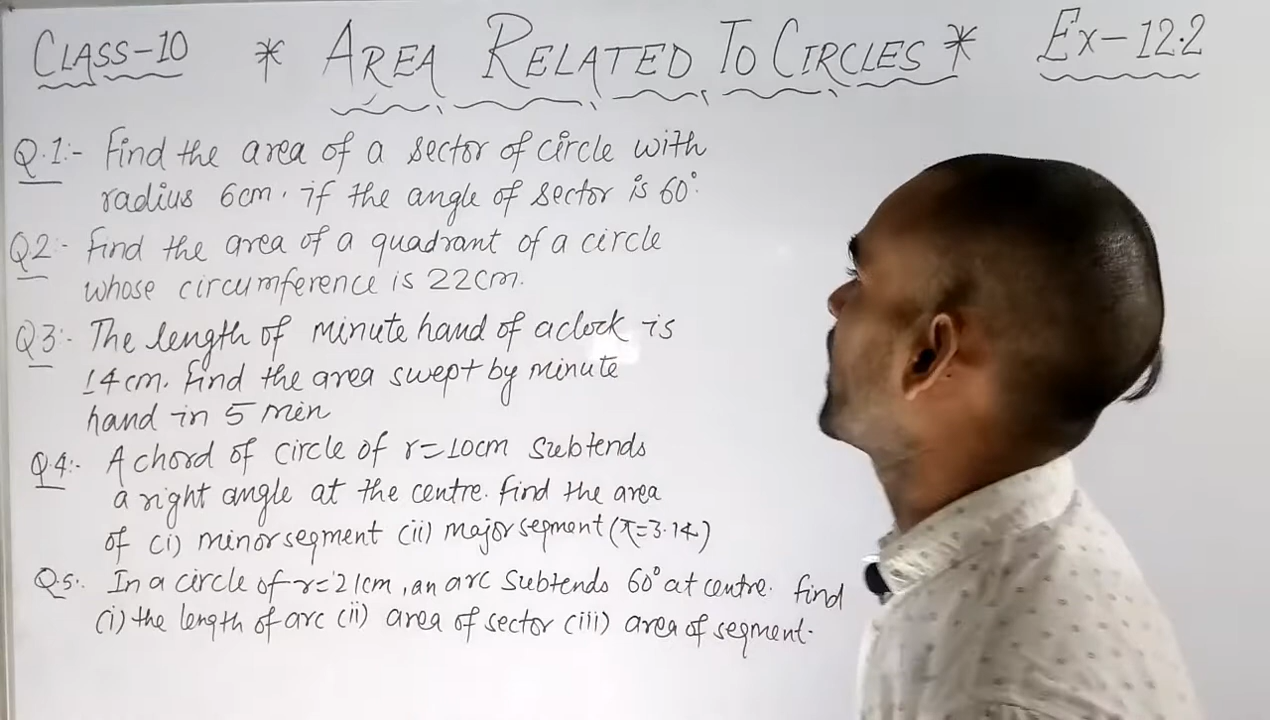 CLASS-10 * AREA RELATED TO CIRCLES * Ex-12.2
Q.1:- Find the area of a sector of circle with
radius 6cm. if the angle of sector is 60°.
Q2:- Find the area of a quadrant of a circle
whose circumference is 22cm.
Q3:- The length of minute hand of a clock is
14cm. Find the area swept by minute
hand in 5 min
Q.4:- A chord of circle of r=10cm subtends
a right angle at the centre. find the area
of (i) minor segment (ii) major segment (π=3.14)
Q.5:. In a circle of r=21cm, an arc subtends 60° at centre. find
(i) the length of arc (ii) area of sector (iii) area of segment.